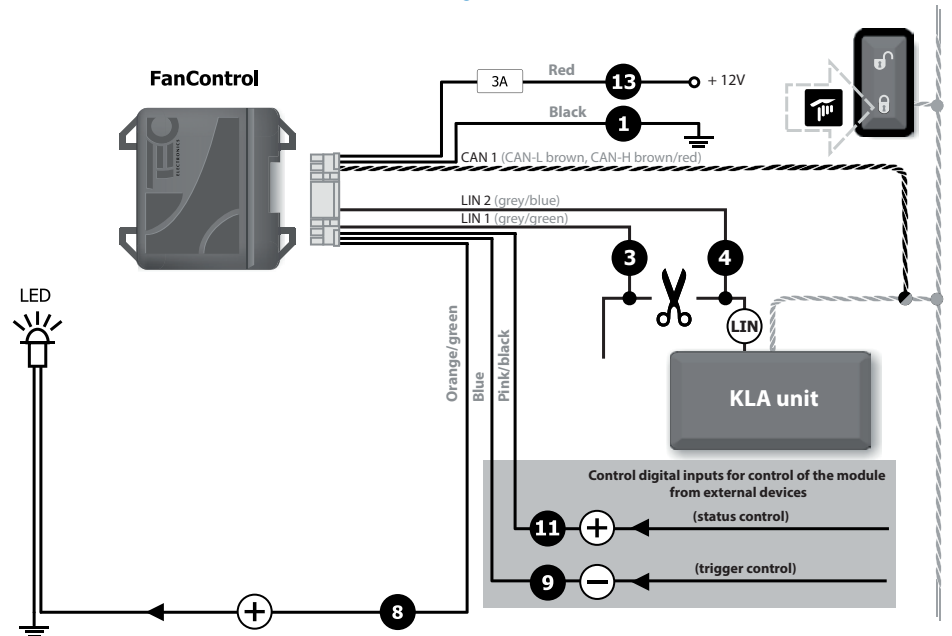 FanControl
TEC
ELECTRONICS
3A
Red
13
+ 12V
Black
1
CAN 1 (CAN-L brown, CAN-H brown/red)
LIN 2 (grey/blue)
LIN 1 (grey/green)
3
4
LED
LIN
Orange/green
Blue
Pink/black
KLA unit
Control digital inputs for control of the module
from external devices
11
+
(status control)
9
−
(trigger control)
+
8